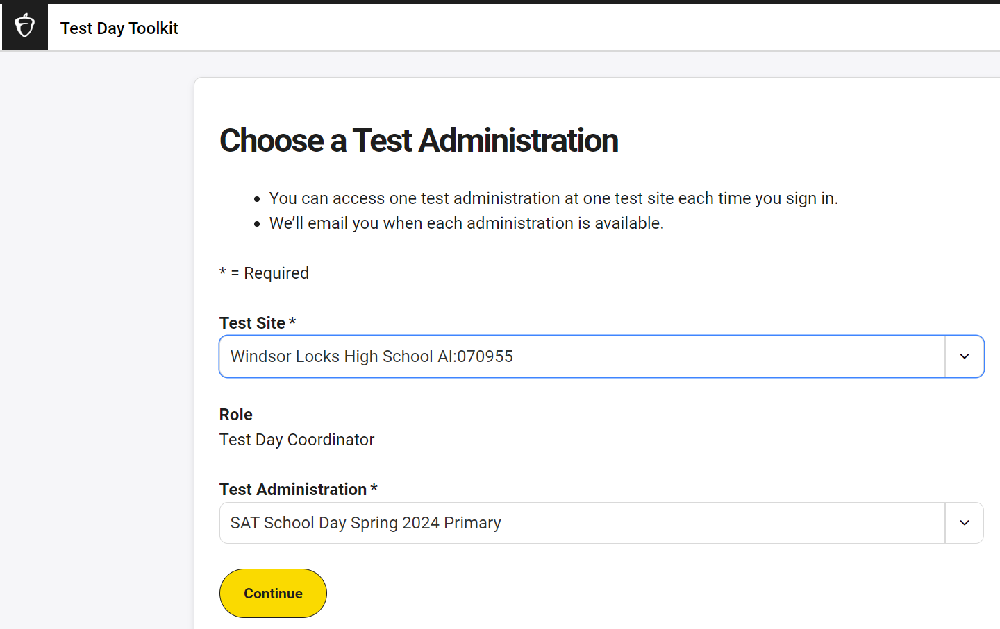 Test Day Toolkit
Choose a Test Administration
• You can access one test administration at one test site each time you sign in.
• We’ll email you when each administration is available.
* = Required
Test Site *
Windsor Locks High School AI:070955
Role
Test Day Coordinator
Test Administration *
SAT School Day Spring 2024 Primary
Continue